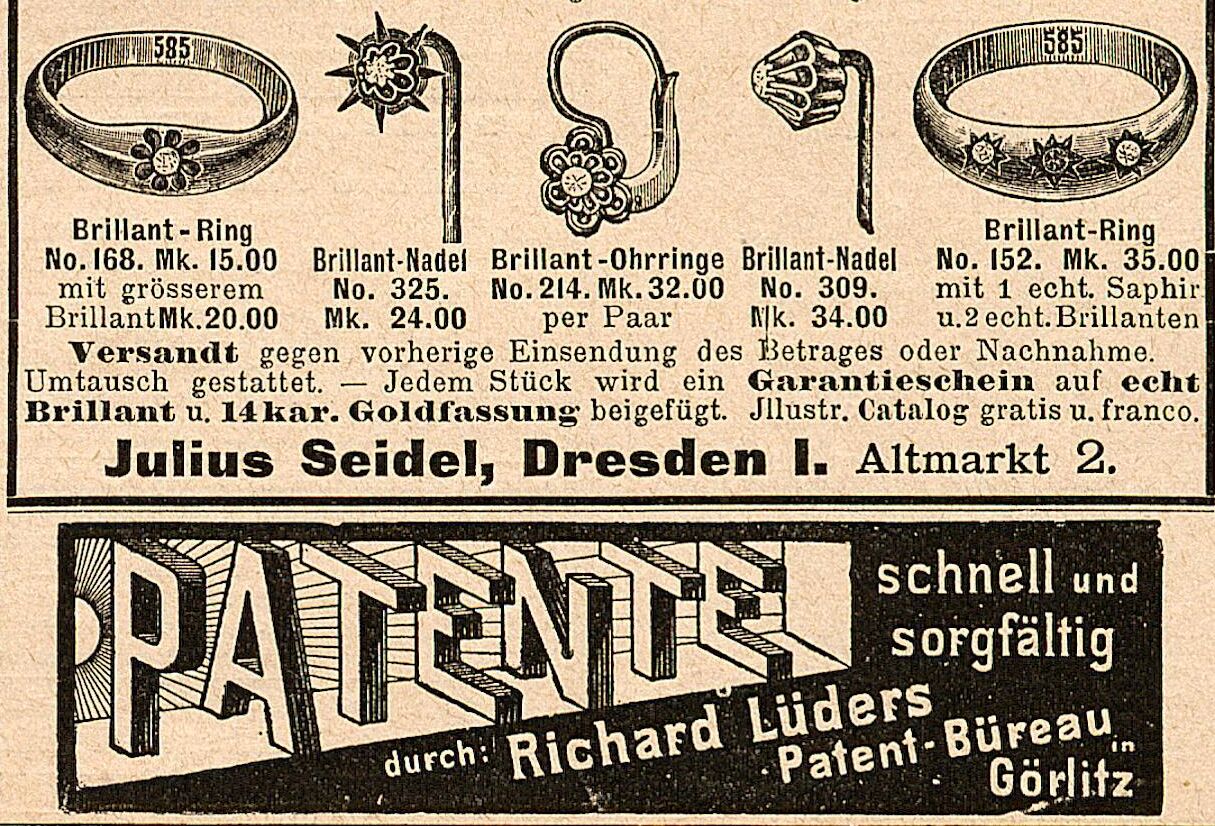 585
585
Brillant-Ring
No. 168. Mk. 15.00
mit grösserem
Brillant Mk. 20.00
Brillant-Nadel
No. 325.
Mk. 24.00
Brillant-Ohrringe
No. 214. Mk. 32.00
per Paar
Brillant-Nadel
No. 309.
Mk. 34.00
Brillant-Ring
No. 152. Mk. 35.00
mit 1 echt. Saphir
u. 2 echt. Brillanten
Versandt gegen vorherige Einsendung des Betrages oder Nachnahme.
Umtausch gestattet. — Jedem Stück wird ein Garantieschein auf echt
Brillant u. 14kar. Goldfassung beigefügt. Jllustr. Catalog gratis u. franco.
Julius Seidel, Dresden I. Altmarkt 2.
PATENTE
schnell und
sorgfältig
durch: Richard Lüders
Patent-Büreau in
Görlitz